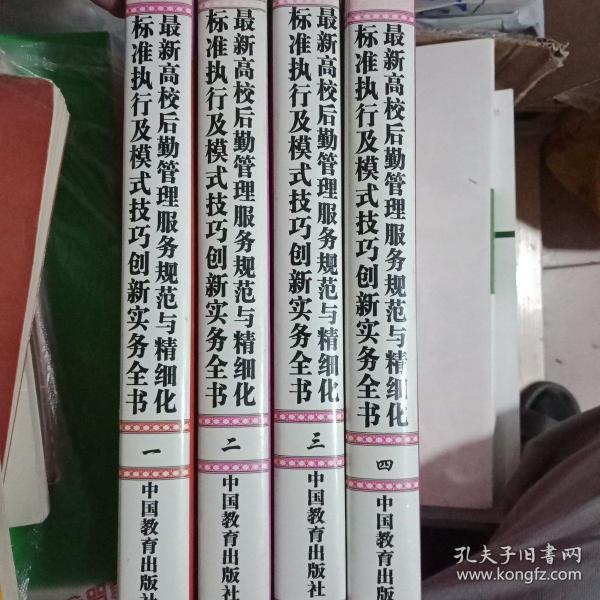 最新高校后勤管理服务规范与精细化
标准执行及模式技巧创新实务全书
一
中国教育出版社
最新高校后勤管理服务规范与精细化
标准执行及模式技巧创新实务全书
二
中国教育出版社
最新高校后勤管理服务规范与精细化
标准执行及模式技巧创新实务全书
三
中国教育出版社
最新高校后勤管理服务规范与精细化
标准执行及模式技巧创新实务全书
四
中国教育出版
孔夫子旧书网
www.kongfz.com